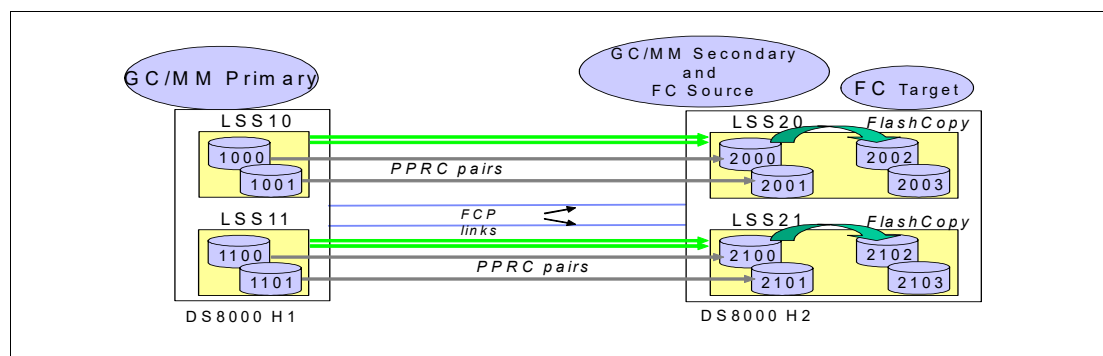 GC/MM Primary
GC/MM Secondary
and
FC Source
FC Target
LSS10
1000
1001
PPRC pairs
LSS20
FlashCopy
2000
2001
2002
2003
FCP
links
LSS11
1100
1101
PPRC pairs
LSS21
FlashCopy
2100
2101
2102
2103
DS8000 H1
DS8000 H2